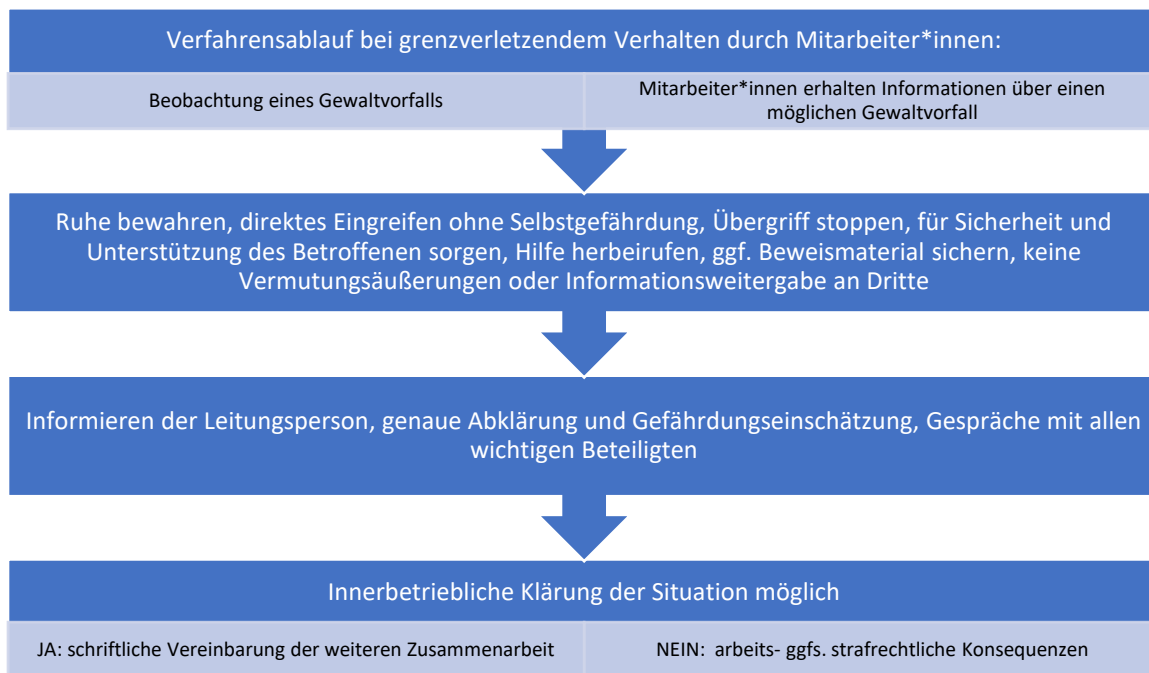 Verfahrensablauf bei grenzverletzendem Verhalten durch Mitarbeiter*innen:
Beobachtung eines Gewaltvorfalls
Mitarbeiter*innen erhalten Informationen über einen
möglichen Gewaltvorfall
Ruhe bewahren, direktes Eingreifen ohne Selbstgefährdung, Übergriff stoppen, für Sicherheit und
Unterstützung des Betroffenen sorgen, Hilfe herbeirufen, ggf. Beweismaterial sichern, keine
Vermutungsäußerungen oder Informationsweitergabe an Dritte
Informieren der Leitungsperson, genaue Abklärung und Gefährdungseinschätzung, Gespräche mit allen
wichtigen Beteiligten
Innerbetriebliche Klärung der Situation möglich
JA: schriftliche Vereinbarung der weiteren Zusammenarbeit
NEIN: arbeits- ggfs. strafrechtliche Konsequenzen